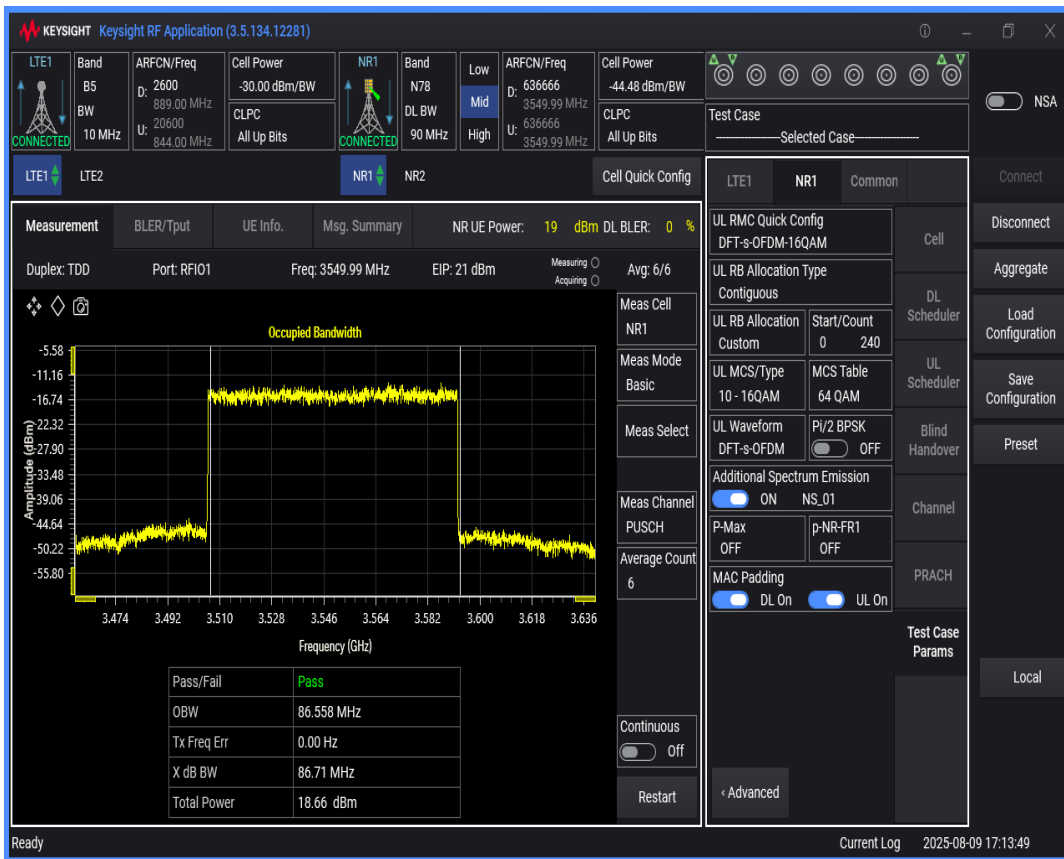 KEYSIGHT Keysight RF Application (3.5.134.12281)
LTE1 Band ARFCN/Freq Cell Power NR1 Band Low ARFCN/Freq Cell Power
B5 D: 2600 -30.00 dBm/BW N78 D: 636666 -44.48 dBm/BW
889.00 MHz 3549.99 MHz
BW CLPC DL BW Mid CLPC Test Case
NSA
CONNECTED 10 MHz U: 20600 All Up Bits CONNECTED 90 MHz High U: 636666 All Up Bits ------------------Selected Case------------------
844.00 MHz 3549.99 MHz
LTE1 LTE2 NR1 NR2 Cell Quick Config LTE1 NR1 Common Connect
Measurement BLER/Tput UE Info. Msg. Summary NR UE Power: 19 dBm DL BLER: 0 %
Duplex: TDD Port: RFIO1 Freq: 3549.99 MHz EIP: 21 dBm Measuring Avg: 6/6
Acquiring
Occupied Bandwidth
Amplitude (dBm)
-5.58
-11.16
-16.74
-22.32
-27.90
-33.48
-39.06
-44.64
-50.22
-55.80
3.474 3.492 3.510 3.528 3.546 3.564 3.582 3.600 3.618 3.636
Frequency (GHz)
Pass/Fail Pass
OBW 86.558 MHz
Tx Freq Err 0.00 Hz
X dB BW 86.71 MHz
Total Power 18.66 dBm
Meas Cell
NR1
Meas Mode
Basic
Meas Select
Meas Channel
PUSCH
Average Count
6
Continuous
Off
Restart
UL RMC Quick Config
DFT-s-OFDM-16QAM
UL RB Allocation Type
Contiguous
UL RB Allocation Start/Count
Custom 0 240
UL MCS/Type MCS Table
10 - 16QAM 64 QAM
UL Waveform Pi/2 BPSK
DFT-s-OFDM OFF
Additional Spectrum Emission
ON NS_01
P-Max p-NR-FR1
OFF OFF
MAC Padding
DL On UL On
‹ Advanced
Cell
DL
Scheduler
UL
Scheduler
Blind
Handover
Channel
PRACH
Test Case
Params
Disconnect
Aggregate
Load
Configuration
Save
Configuration
Preset
Local
Ready Current Log 2025-08-09 17:13:49